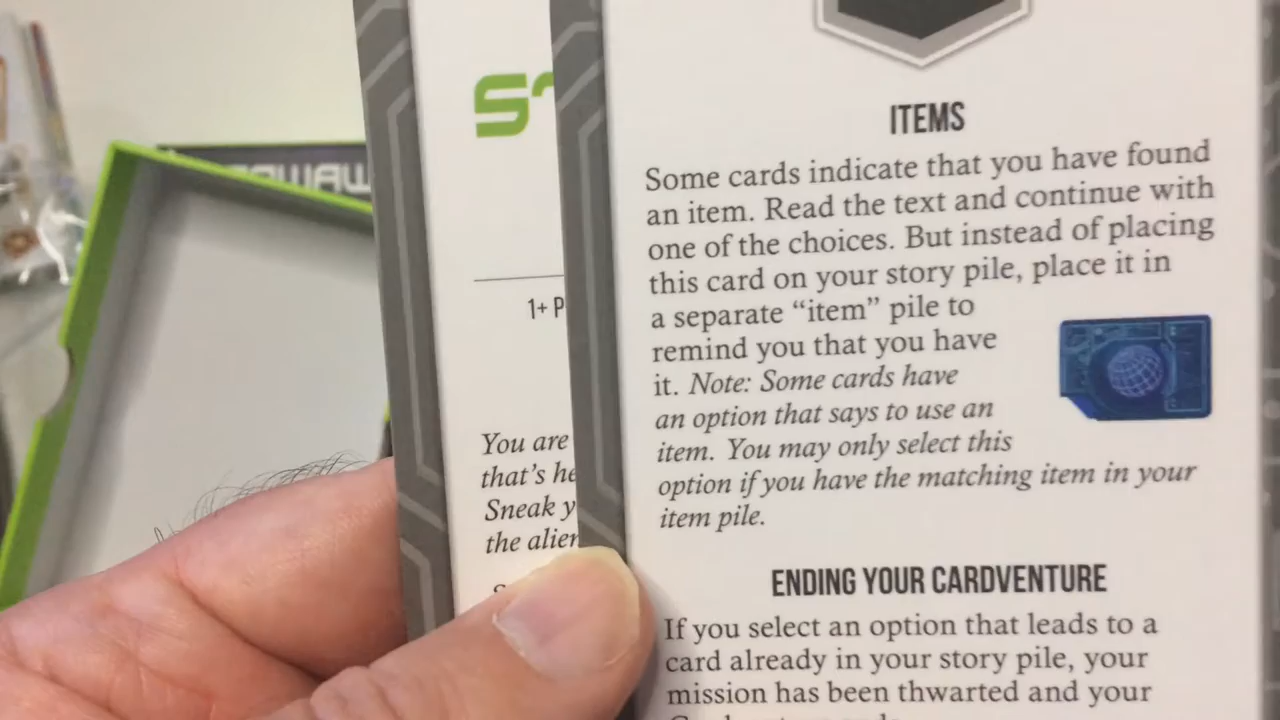 ITEMS
Some cards indicate that you have found
an item. Read the text and continue with
one of the choices. But instead of placing
this card on your story pile, place it in
a separate “item” pile to
remind you that you have
it. Note: Some cards have
an option that says to use an
item. You may only select this
option if you have the matching item in your
item pile.
ENDING YOUR CARDVENTURE
If you select an option that leads to a
card already in your story pile, your
mission has been thwarted and your
1+ P
You are
that's he
Sneak y
the alien